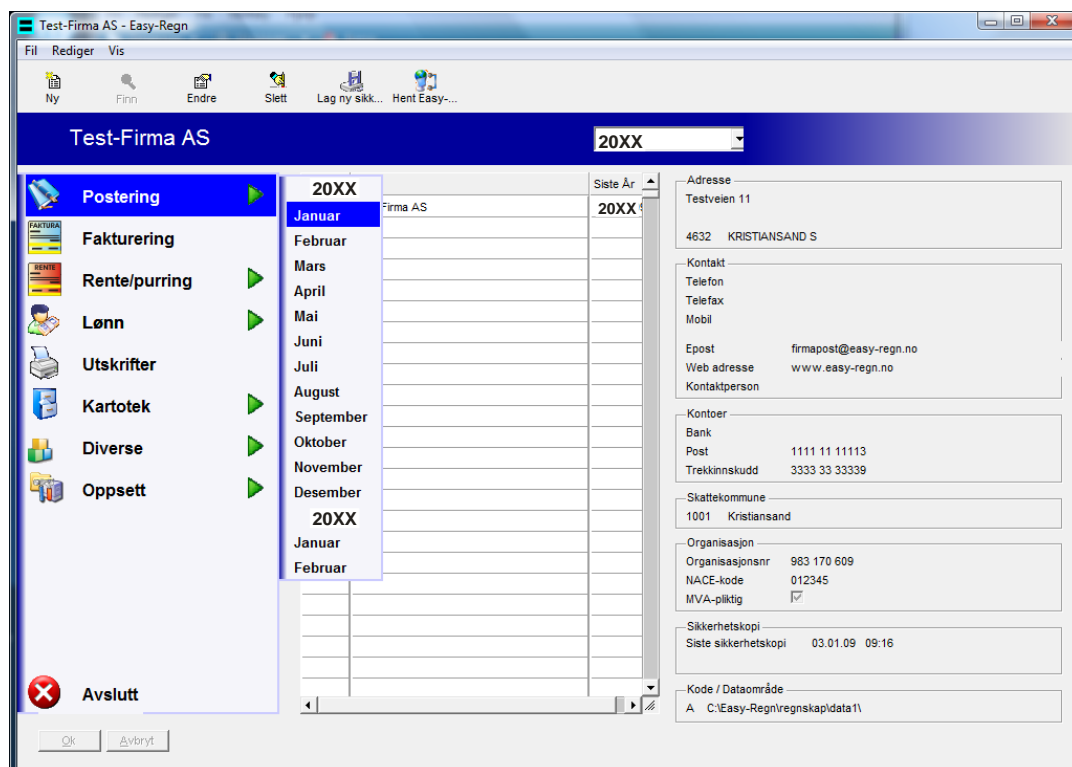 Test-Firma AS - Easy-Regn
Fil Rediger Vis
Ny Finn Endre Slett Lag ny sikk... Hent Easy-...
Test-Firma AS
20XX
Postering
FAKTURA
Fakturering
RENTE
Rente/purring
Lønn
Utskrifter
Kartotek
Diverse
Oppsett
Avslutt
Ok Avbryt
20XX
Januar
Februar
Mars
April
Mai
Juni
Juli
August
September
Oktober
November
Desember
20XX
Januar
Februar
Siste År
Firma AS 20XX
Adresse
Testveien 11
4632 KRISTIANSAND S
Kontakt
Telefon
Telefax
Mobil
Epost firmapost@easy-regn.no
Web adresse www.easy-regn.no
Kontaktperson
Kontoer
Bank
Post 1111 11 11113
Trekkinnskudd 3333 33 33339
Skattekommune
1001 Kristiansand
Organisasjon
Organisasjonsnr 983 170 609
NACE-kode 012345
MVA-pliktig
Sikkerhetskopi
Siste sikkerhetskopi 03.01.09 09:16
Kode / Dataområde
A C:\Easy-Regn\regnskap\data1\